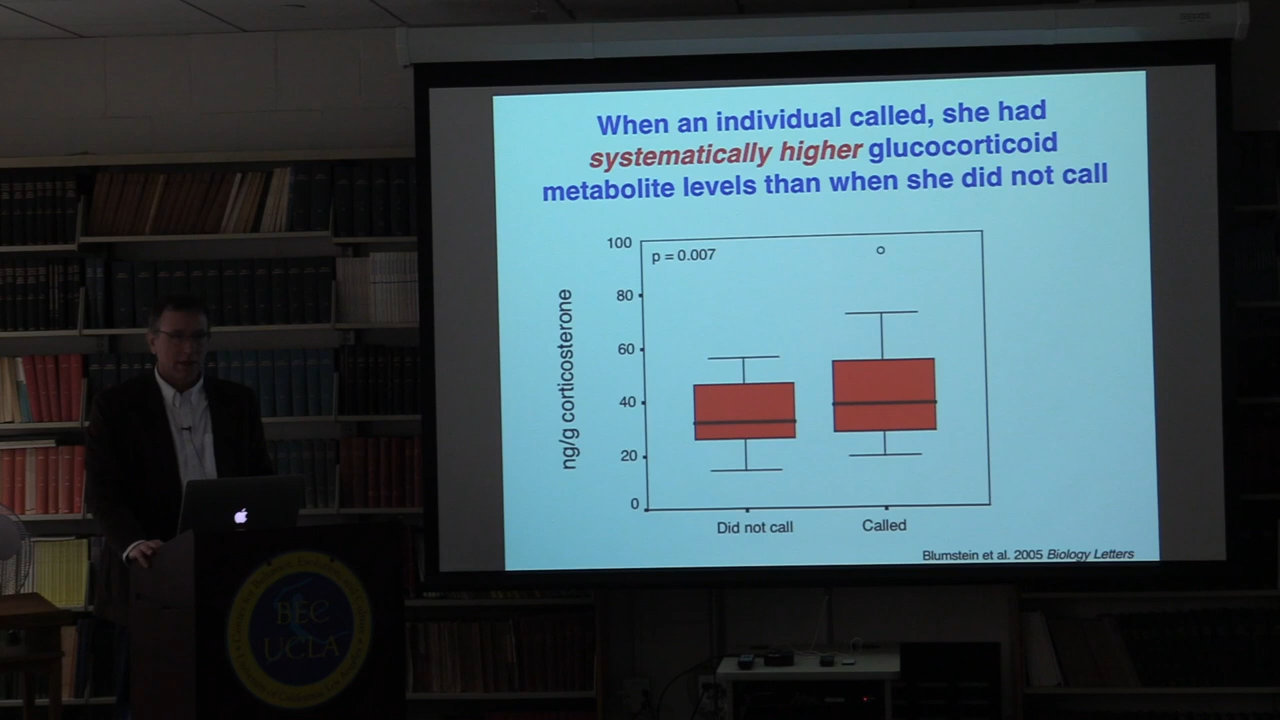 When an individual called, she had
systematically higher glucocorticoid
metabolite levels than when she did not call
100
p = 0.007
80
60
40
20
0
ng/g corticosterone
Did not call
Called
Blumstein et al. 2005 Biology Letters
BEC
UCLA